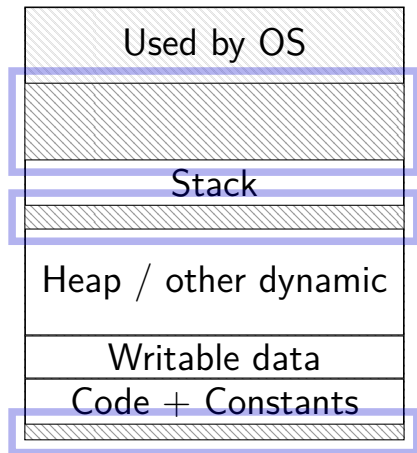 Used by OS
Stack
Heap / other dynamic
Writable data
Code + Constants